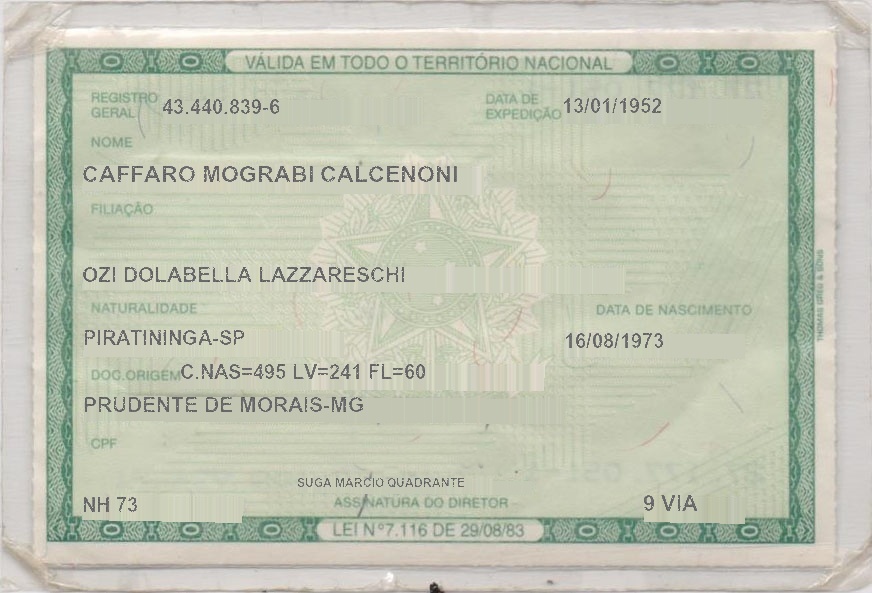 VÁLIDA EM TODO O TERRITÓRIO NACIONAL
REGISTRO GERAL 43.440.839-6 DATA DE EXPEDIÇÃO 13/01/1952
NOME
CAFFARO MOGRABI CALCENONI
FILIAÇÃO
OZI DOLABELLA LAZZARESCHI
NATURALIDADE DATA DE NASCIMENTO
PIRATININGA-SP 16/08/1973
DOC.ORIGEM C.NAS=495 LV=241 FL=60
PRUDENTE DE MORAIS-MG
CPF
SUGA MARCIO QUADRANTE
NH 73 ASSINATURA DO DIRETOR 9 VIA
LEI Nº7.116 DE 29/08/83
THOMAS GREG & SONS